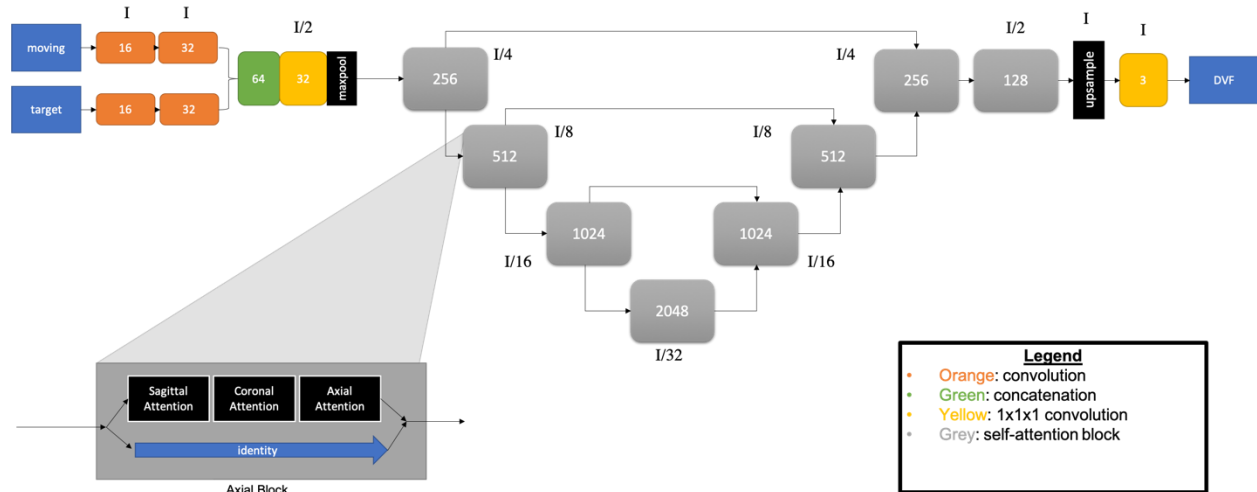 I
I
I/2
moving
16
32
64
32
maxpool
target
16
32
256
I/4
512
I/8
1024
I/16
2048
I/32
1024
I/16
512
I/8
256
I/4
I/2
128
I
upsample
I
3
DVF
Sagittal
Attention
Coronal
Attention
Axial
Attention
identity
Axial Block
Legend
• Orange: convolution
• Green: concatenation
• Yellow: 1x1x1 convolution
• Grey: self-attention block